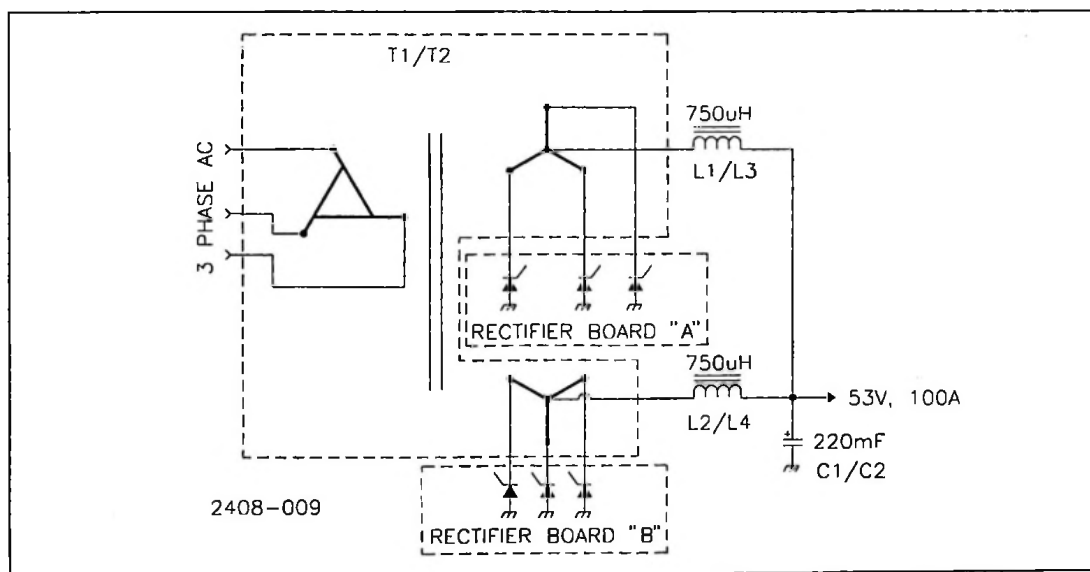 T1/T2
3 PHASE AC
750uH
L1/L3
RECTIFIER BOARD "A"
750uH
L2/L4
53V, 100A
+
220mF
C1/C2
2408-009
RECTIFIER BOARD "B"